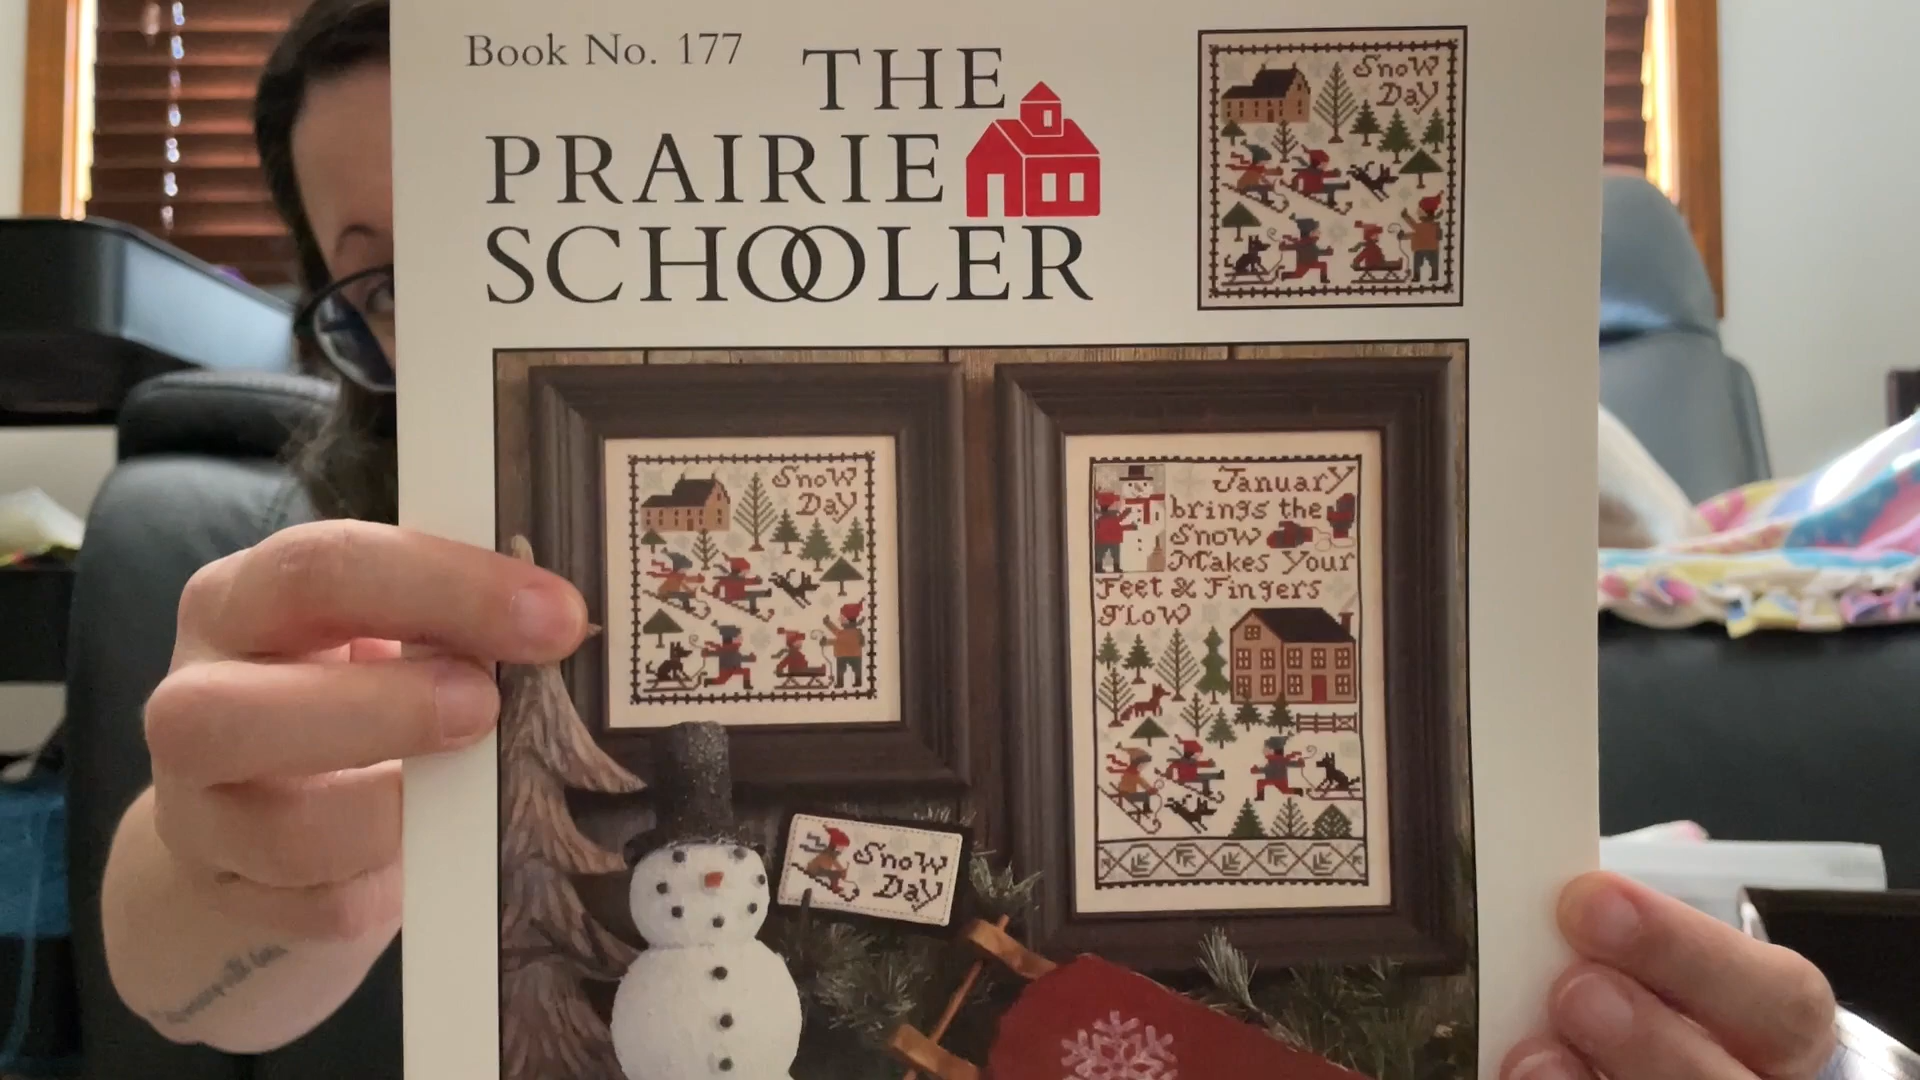 Book No. 177
THE
PRAIRIE
SCHOOLER
Snow
Day
Snow
Day
January
brings the
Snow
Makes Your
Feet & Fingers
glow
Snow
Day